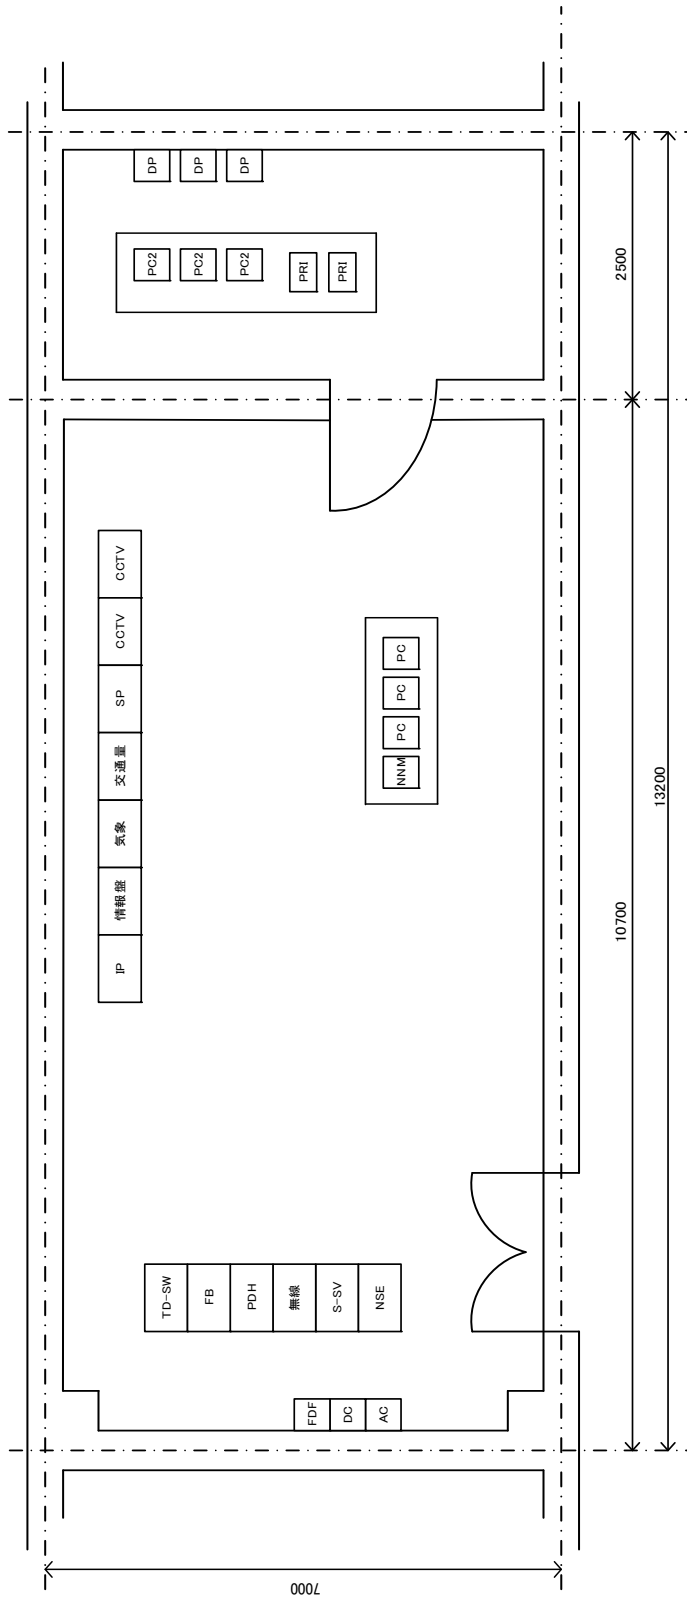 DP
DP
DP
PC2
PC2
PC2
PRI
PRI
2500
CCTV
CCTV
SP
交通量
気象
情報盤
IP
PC
PC
PC
NNM
13200
10700
TD-SW
FB
PDH
無線
S-SV
NSE
FDF
DC
AC
7000